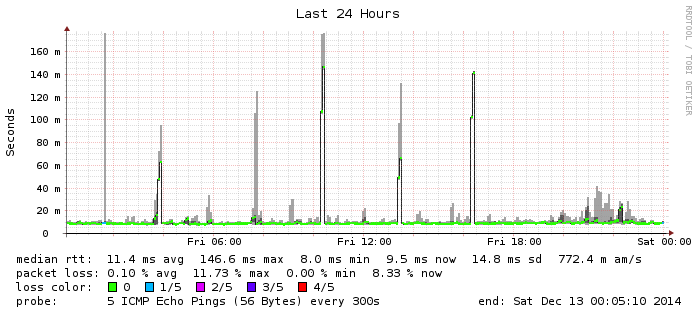 Last 24 Hours
RRDTOOL / TOBI OETIKER
Seconds
160 m
140 m
120 m
100 m
80 m
60 m
40 m
20 m
0
Fri 06:00 Fri 12:00 Fri 18:00 Sat 00:00
median rtt: 11.4 ms avg 146.6 ms max 8.0 ms min 9.5 ms now 14.8 ms sd 772.4 m am/s
packet loss: 0.10 % avg 11.73 % max 0.00 % min 8.33 % now
loss color: 0 1/5 2/5 3/5 4/5
probe: 5 ICMP Echo Pings (56 Bytes) every 300s end: Sat Dec 13 00:05:10 2014